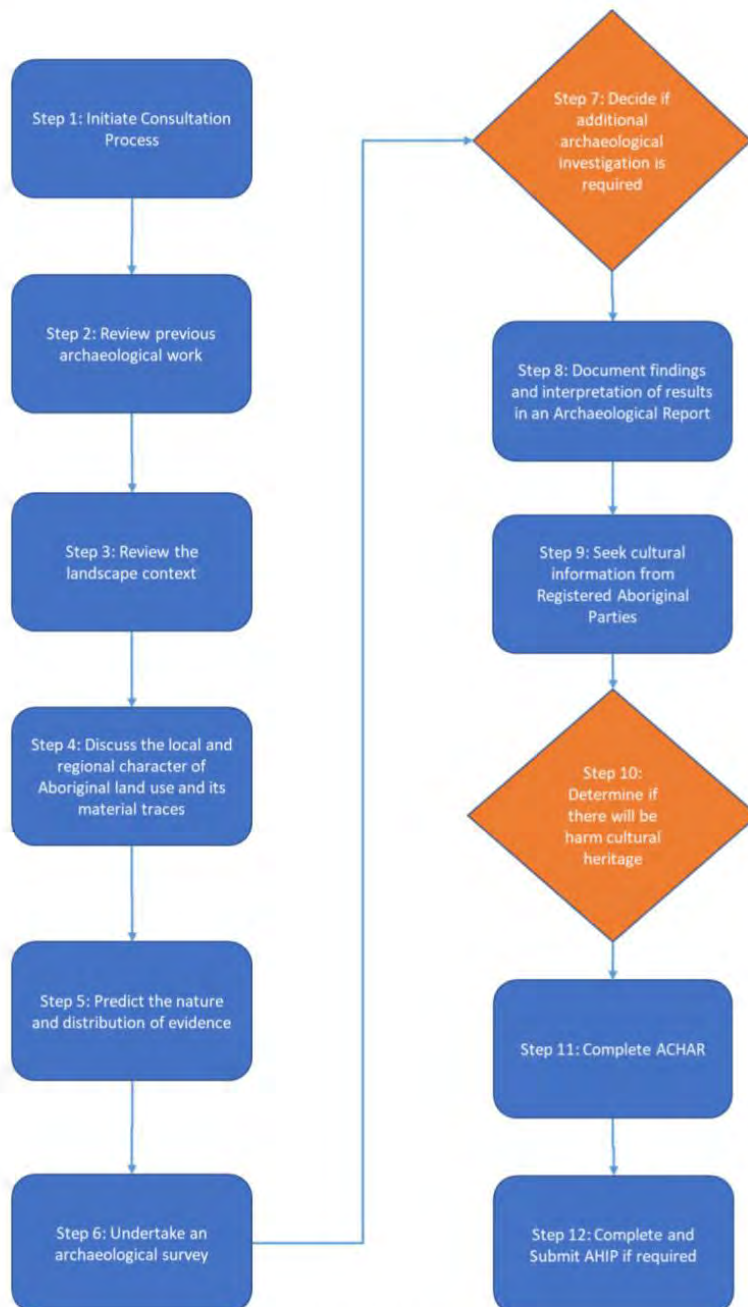 Step 1: Initiate Consultation
Process
Step 2: Review previous
archaeological work
Step 3: Review the
landscape context
Step 4: Discuss the local and
regional character of
Aboriginal land use and its
material traces
Step 5: Predict the nature
and distribution of evidence
Step 6: Undertake an
archaeological survey
Step 7: Decide if
additional
archaeological
investigation is
required
Step 8: Document findings
and interpretation of results
in an Archaeological Report
Step 9: Seek cultural
information from
Registered Aboriginal
Parties
Step 10:
Determine if
there will be
harm cultural
heritage
Step 11: Complete ACHAR
Step 12: Complete and
Submit AHIP if required